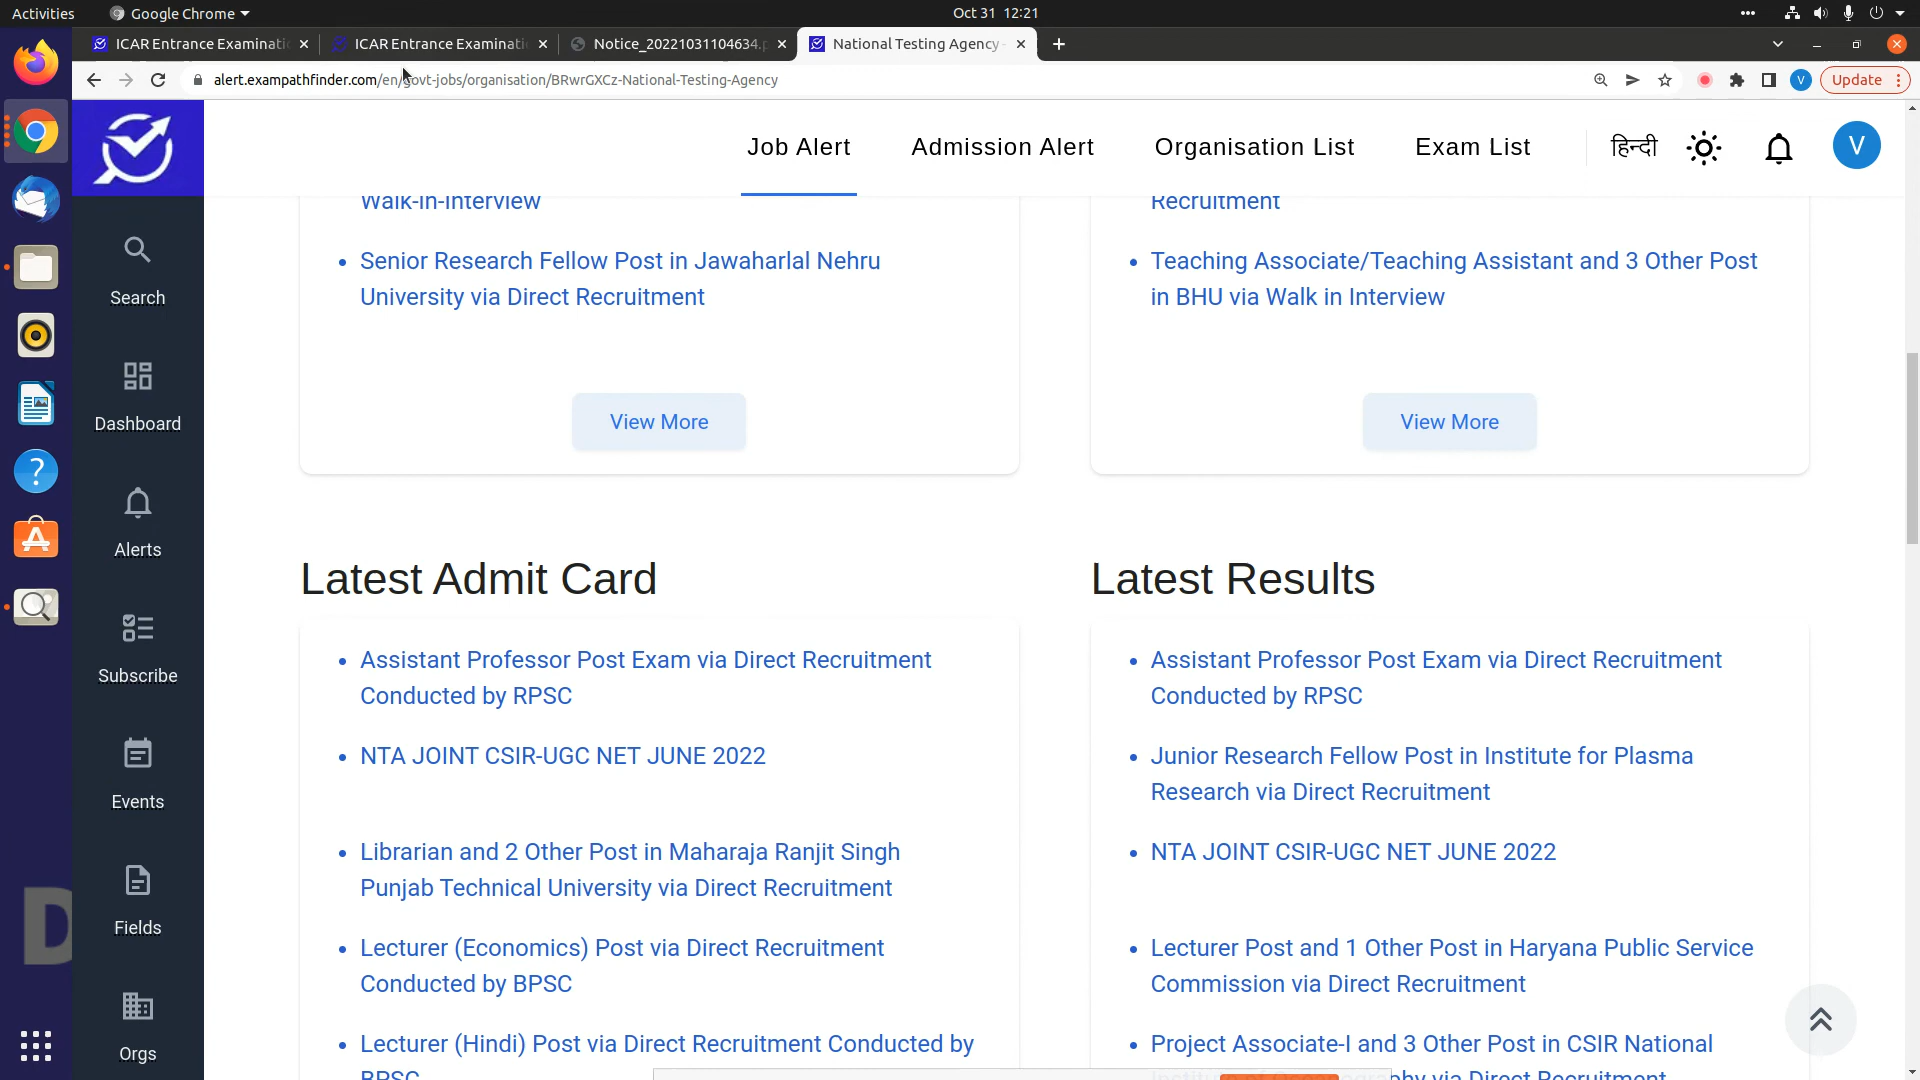 Activities
Google Chrome
Oct 31 12:21
ICAR Entrance Examinati
ICAR Entrance Examinati
Notice_20221031104634.p
National Testing Agency
alert.exampathfinder.com/en/govt-jobs/organisation/BRwrGXCz-National-Testing-Agency
V
Update
Job Alert
Admission Alert
Organisation List
Exam List
हिन्दी
V
Walk-in-Interview
Recruitment
Senior Research Fellow Post in Jawaharlal Nehru
University via Direct Recruitment
Teaching Associate/Teaching Assistant and 3 Other Post
in BHU via Walk in Interview
View More
View More
Search
Dashboard
Alerts
Subscribe
Events
Fields
Orgs
Latest Admit Card
Assistant Professor Post Exam via Direct Recruitment
Conducted by RPSC
NTA JOINT CSIR-UGC NET JUNE 2022
Librarian and 2 Other Post in Maharaja Ranjit Singh
Punjab Technical University via Direct Recruitment
Lecturer (Economics) Post via Direct Recruitment
Conducted by BPSC
Lecturer (Hindi) Post via Direct Recruitment Conducted by
BPSC
Latest Results
Assistant Professor Post Exam via Direct Recruitment
Conducted by RPSC
Junior Research Fellow Post in Institute for Plasma
Research via Direct Recruitment
NTA JOINT CSIR-UGC NET JUNE 2022
Lecturer Post and 1 Other Post in Haryana Public Service
Commission via Direct Recruitment
Project Associate-I and 3 Other Post in CSIR National
Institute of Oceanography via Direct Recruitment
D